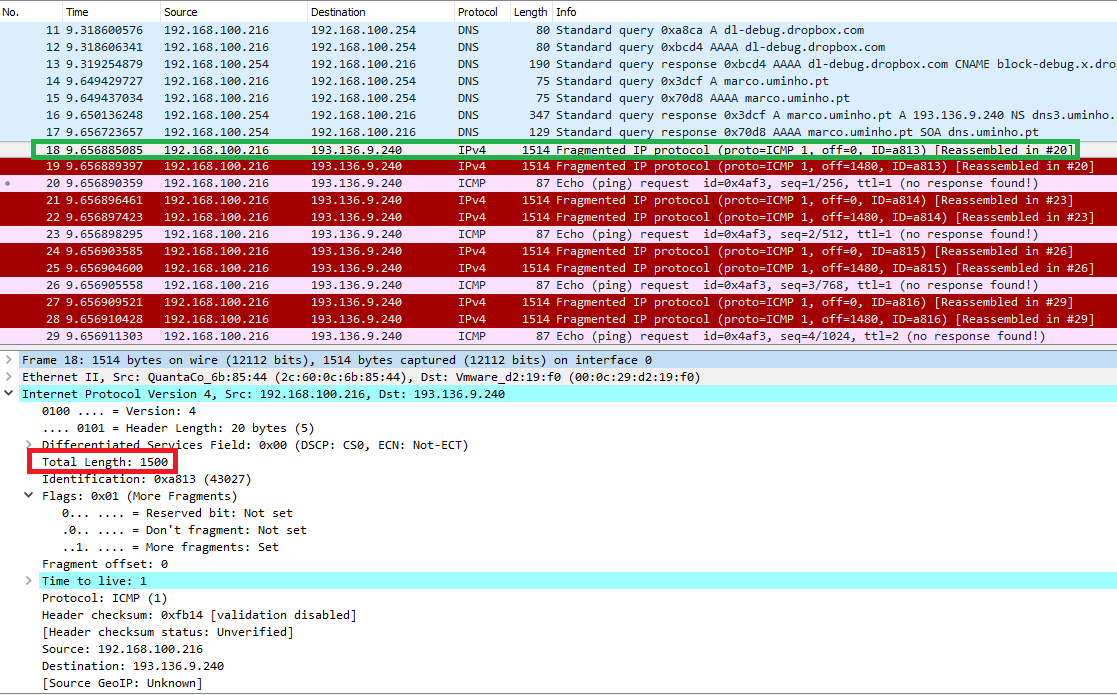 No. Time Source Destination Protocol Length Info
11 9.318600576 192.168.100.216 192.168.100.254 DNS 80 Standard query 0xa8ca A dl-debug.dropbox.com
12 9.318606341 192.168.100.216 192.168.100.254 DNS 80 Standard query 0xbcd4 AAAA dl-debug.dropbox.com
13 9.319254879 192.168.100.254 192.168.100.216 DNS 190 Standard query response 0xbcd4 AAAA dl-debug.dropbox.com CNAME block-debug.x.dro
14 9.649429727 192.168.100.216 192.168.100.254 DNS 75 Standard query 0x3dcf A marco.uminho.pt
15 9.649437034 192.168.100.216 192.168.100.254 DNS 75 Standard query 0x70d8 AAAA marco.uminho.pt
16 9.650136248 192.168.100.254 192.168.100.216 DNS 347 Standard query response 0x3dcf A marco.uminho.pt A 193.136.9.240 NS dns3.uminho.
17 9.656723657 192.168.100.254 192.168.100.216 DNS 129 Standard query response 0x70d8 AAAA marco.uminho.pt SOA dns.uminho.pt
18 9.656885085 192.168.100.216 193.136.9.240 IPv4 1514 Fragmented IP protocol (proto=ICMP 1, off=0, ID=a813) [Reassembled in #20]
19 9.656889397 192.168.100.216 193.136.9.240 IPv4 1514 Fragmented IP protocol (proto=ICMP 1, off=1480, ID=a813) [Reassembled in #20]
20 9.656890359 192.168.100.216 193.136.9.240 ICMP 87 Echo (ping) request id=0x4af3, seq=1/256, ttl=1 (no response found!)
21 9.656896461 192.168.100.216 193.136.9.240 IPv4 1514 Fragmented IP protocol (proto=ICMP 1, off=0, ID=a814) [Reassembled in #23]
22 9.656897423 192.168.100.216 193.136.9.240 IPv4 1514 Fragmented IP protocol (proto=ICMP 1, off=1480, ID=a814) [Reassembled in #23]
23 9.656898295 192.168.100.216 193.136.9.240 ICMP 87 Echo (ping) request id=0x4af3, seq=2/512, ttl=1 (no response found!)
24 9.656903585 192.168.100.216 193.136.9.240 IPv4 1514 Fragmented IP protocol (proto=ICMP 1, off=0, ID=a815) [Reassembled in #26]
25 9.656904600 192.168.100.216 193.136.9.240 IPv4 1514 Fragmented IP protocol (proto=ICMP 1, off=1480, ID=a815) [Reassembled in #26]
26 9.656905558 192.168.100.216 193.136.9.240 ICMP 87 Echo (ping) request id=0x4af3, seq=3/768, ttl=1 (no response found!)
27 9.656909521 192.168.100.216 193.136.9.240 IPv4 1514 Fragmented IP protocol (proto=ICMP 1, off=0, ID=a816) [Reassembled in #29]
28 9.656910428 192.168.100.216 193.136.9.240 IPv4 1514 Fragmented IP protocol (proto=ICMP 1, off=1480, ID=a816) [Reassembled in #29]
29 9.656911303 192.168.100.216 193.136.9.240 ICMP 87 Echo (ping) request id=0x4af3, seq=4/1024, ttl=2 (no response found!)
Frame 18: 1514 bytes on wire (12112 bits), 1514 bytes captured (12112 bits) on interface 0
Ethernet II, Src: QuantaCo_6b:85:44 (2c:60:0c:6b:85:44), Dst: Vmware_d2:19:f0 (00:0c:29:d2:19:f0)
Internet Protocol Version 4, Src: 192.168.100.216, Dst: 193.136.9.240
0100 .... = Version: 4
.... 0101 = Header Length: 20 bytes (5)
Differentiated Services Field: 0x00 (DSCP: CS0, ECN: Not-ECT)
Total Length: 1500
Identification: 0xa813 (43027)
Flags: 0x01 (More Fragments)
0... .... = Reserved bit: Not set
.0.. .... = Don't fragment: Not set
..1. .... = More fragments: Set
Fragment offset: 0
Time to live: 1
Protocol: ICMP (1)
Header checksum: 0xfb14 [validation disabled]
[Header checksum status: Unverified]
Source: 192.168.100.216
Destination: 193.136.9.240
[Source GeoIP: Unknown]